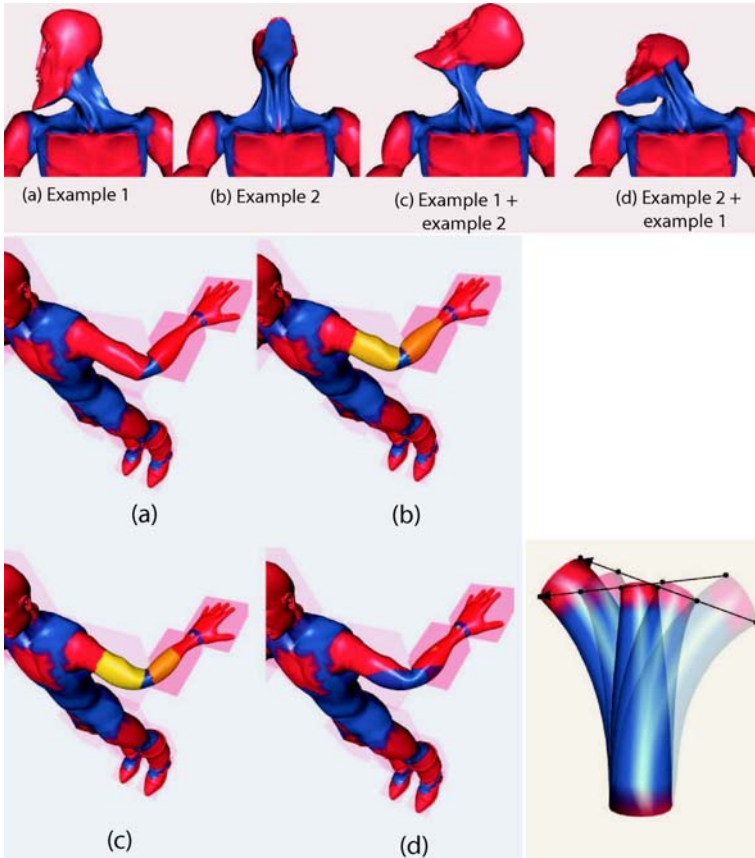 (a) Example 1
(b) Example 2
(c) Example 1 +
example 2
(d) Example 2 +
example 1
(a)
(b)
(c)
(d)